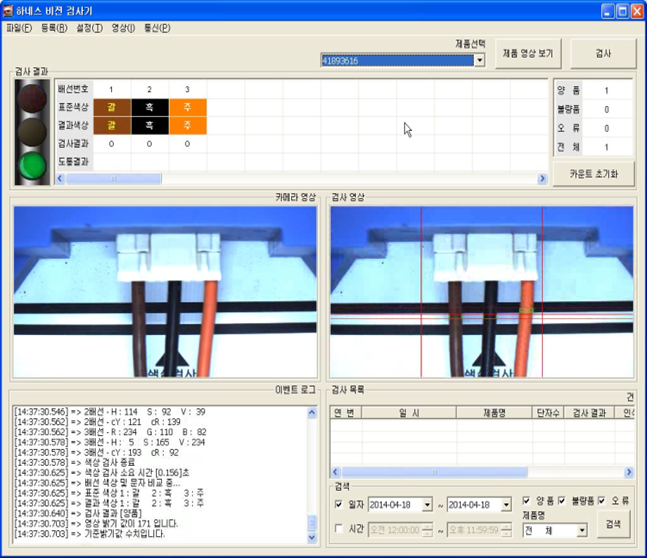 하네스 비전 검사기
파일(F) 등록(R) 설정(T) 영상(I) 통신(P)
제품선택
41893616
제품 영상 보기
검사
검사 결과
배선번호 1 2 3
표준색상 갈 흑 주
결과색상 갈 흑 주
검사결과 0 0 0
도통결과
양 품 1
불량품 0
오 류 0
전 체 1
카운트 초기화
카메라 영상
검사 영상
이벤트 로그
[14:37:30.546] => 2배선 - H : 114 S : 92 V : 39
[14:37:30.562] => 2배선 - cY : 121 cR : 139
[14:37:30.562] => 3배선 - R : 234 G : 110 B : 82
[14:37:30.578] => 3배선 - H : 5 S : 165 V : 234
[14:37:30.578] => 3배선 - cY : 193 cR : 92
[14:37:30.578] => 색상 검사 종료
[14:37:30.625] => 색상 검사 소요 시간 [0.156]초
[14:37:30.625] => 배선 색상 및 문자 비교 중...
[14:37:30.625] => 표준 색상 1 : 갈 2 : 흑 3 : 주
[14:37:30.625] => 결과 색상 1 : 갈 2 : 흑 3 : 주
[14:37:30.640] => 검사 결과 [양품]
[14:37:30.703] => 영상 밝기 값이 171 입니다.
[14:37:30.703] => 기준밝기 수치입니다.
검사 목록
연 번 일 시 제품명 단자수 검사 결과
검색
일자 2014-04-18 ~ 2014-04-18
시간 오전 12:00:00 ~ 오후 11:59:59
양 품 불량품 오 류
제품명
전 체
검색